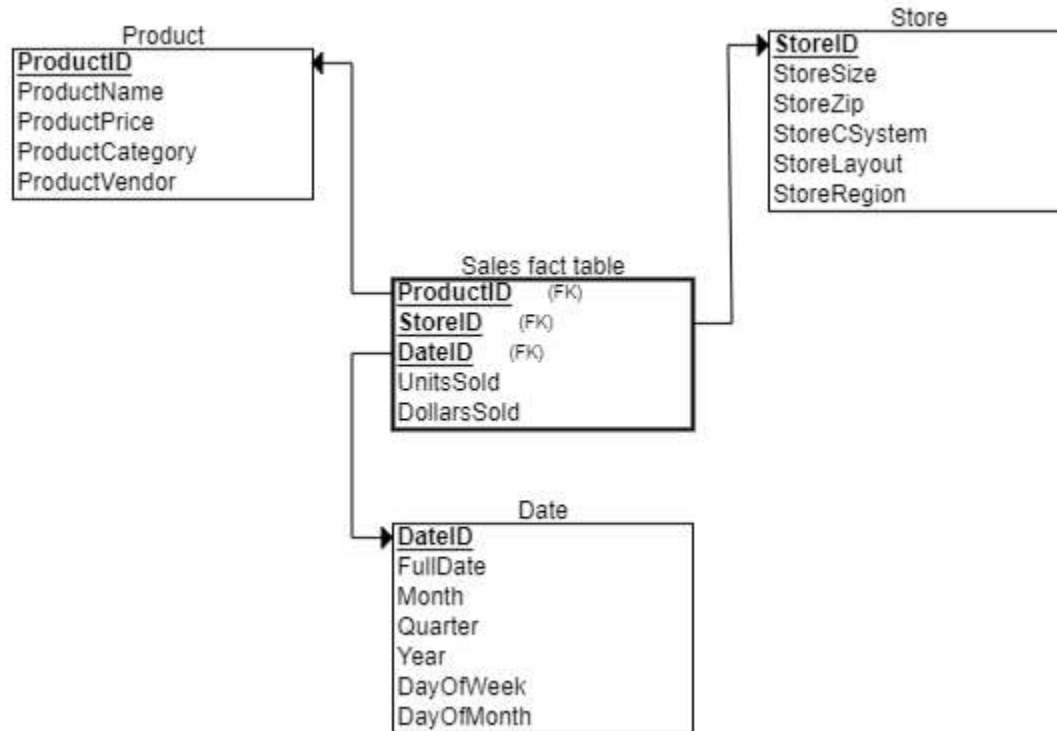 Product
ProductID
ProductName
ProductPrice
ProductCategory
ProductVendor
Store
StoreID
StoreSize
StoreZip
StoreCSystem
StoreLayout
StoreRegion
Sales fact table
ProductID (FK)
StoreID (FK)
DateID (FK)
UnitsSold
DollarsSold
Date
DateID
FullDate
Month
Quarter
Year
DayOfWeek
DayOfMonth